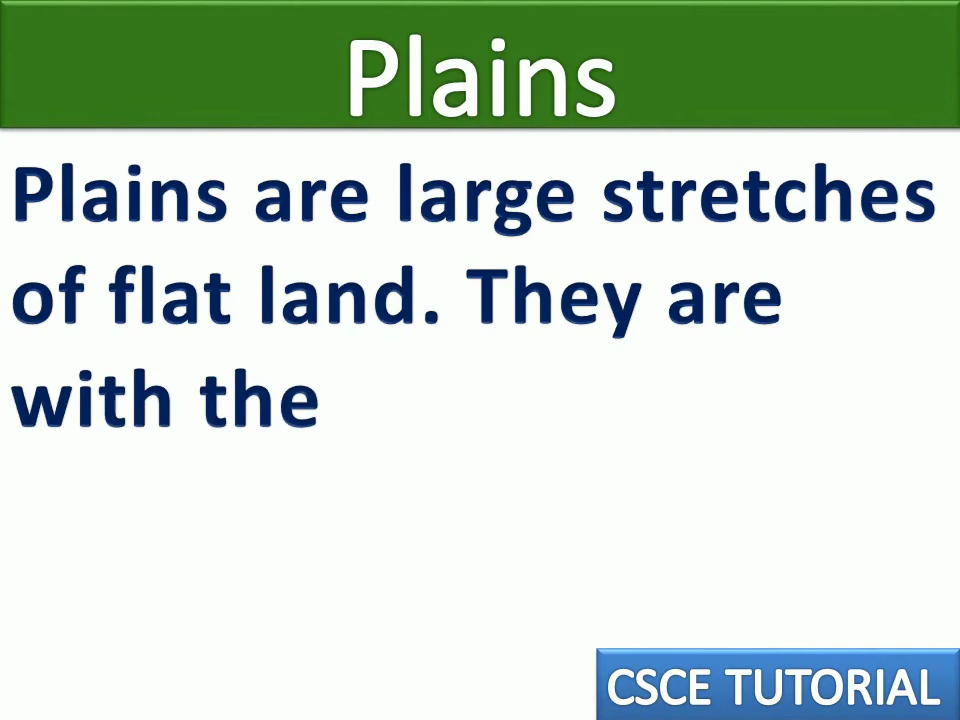 Plains
Plains are large stretches
of flat land. They are
with the
CSCE TUTORIAL